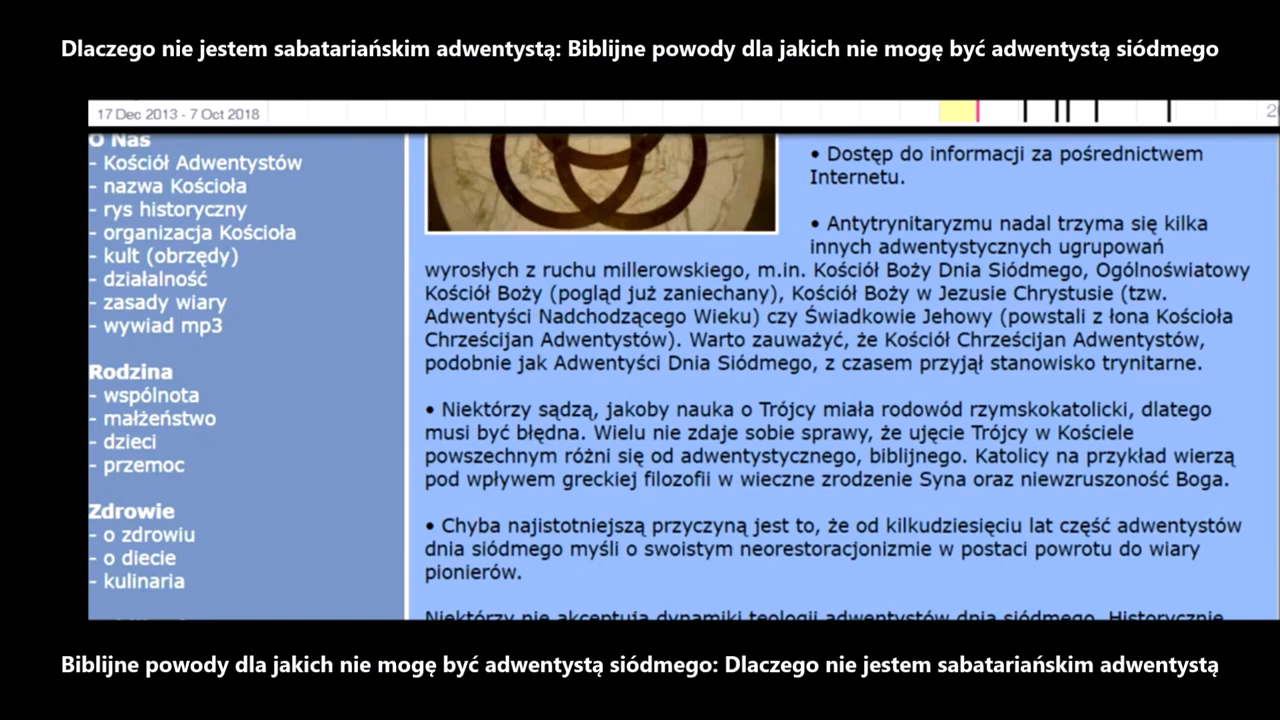 Dlaczego nie jestem sabatariańskim adwentystą: Biblijne powody dla jakich nie mogę być adwentystą siódmego
17 Dec 2013 - 7 Oct 2018
O Nas
- Kościół Adwentystów
- nazwa Kościoła
- rys historyczny
- organizacja Kościoła
- kult (obrzędy)
- działalność
- zasady wiary
- wywiad mp3
Rodzina
- wspólnota
- małżeństwo
- dzieci
- przemoc
Zdrowie
- o zdrowiu
- o diecie
- kulinaria
• Dostęp do informacji za pośrednictwem
Internetu.
• Antytrynitaryzmu nadal trzyma się kilka
innych adwentystycznych ugrupowań
wyrosłych z ruchu millerowskiego, m.in. Kościół Boży Dnia Siódmego, Ogólnoświatowy
Kościół Boży (pogląd już zaniechany), Kościół Boży w Jezusie Chrystusie (tzw.
Adwentyści Nadchodzącego Wieku) czy Świadkowie Jehowy (powstali z łona Kościoła
Chrześcijan Adwentystów). Warto zauważyć, że Kościół Chrześcijan Adwentystów,
podobnie jak Adwentyści Dnia Siódmego, z czasem przyjął stanowisko trynitarne.
• Niektórzy sądzą, jakoby nauka o Trójcy miała rodowód rzymskokatolicki, dlatego
musi być błędna. Wielu nie zdaje sobie sprawy, że ujęcie Trójcy w Kościele
powszechnym różni się od adwentystycznego, biblijnego. Katolicy na przykład wierzą
pod wpływem greckiej filozofii w wieczne zrodzenie Syna oraz niewzruszoność Boga.
• Chyba najistotniejszą przyczyną jest to, że od kilkudziesięciu lat część adwentystów
dnia siódmego myśli o swoistym neorestoracjonizmie w postaci powrotu do wiary
pionierów.
Niektórzy nie akceptują dynamiki teologii adwentystów dnia siódmego. Historycznie
Biblijne powody dla jakich nie mogę być adwentystą siódmego: Dlaczego nie jestem sabatariańskim adwentystą